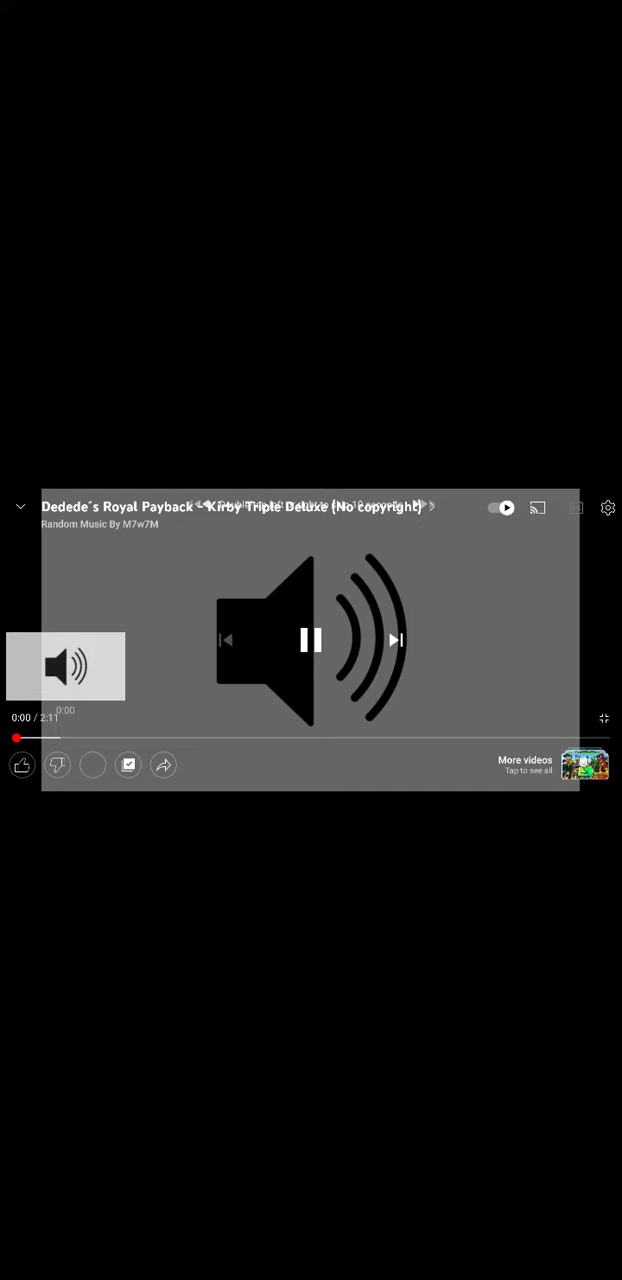 Dedede´s Royal Payback - Kirby Triple Deluxe (No copyright)
Random Music By M7w7M
0:00
0:00 / 2:11
More videos
Tap to see all